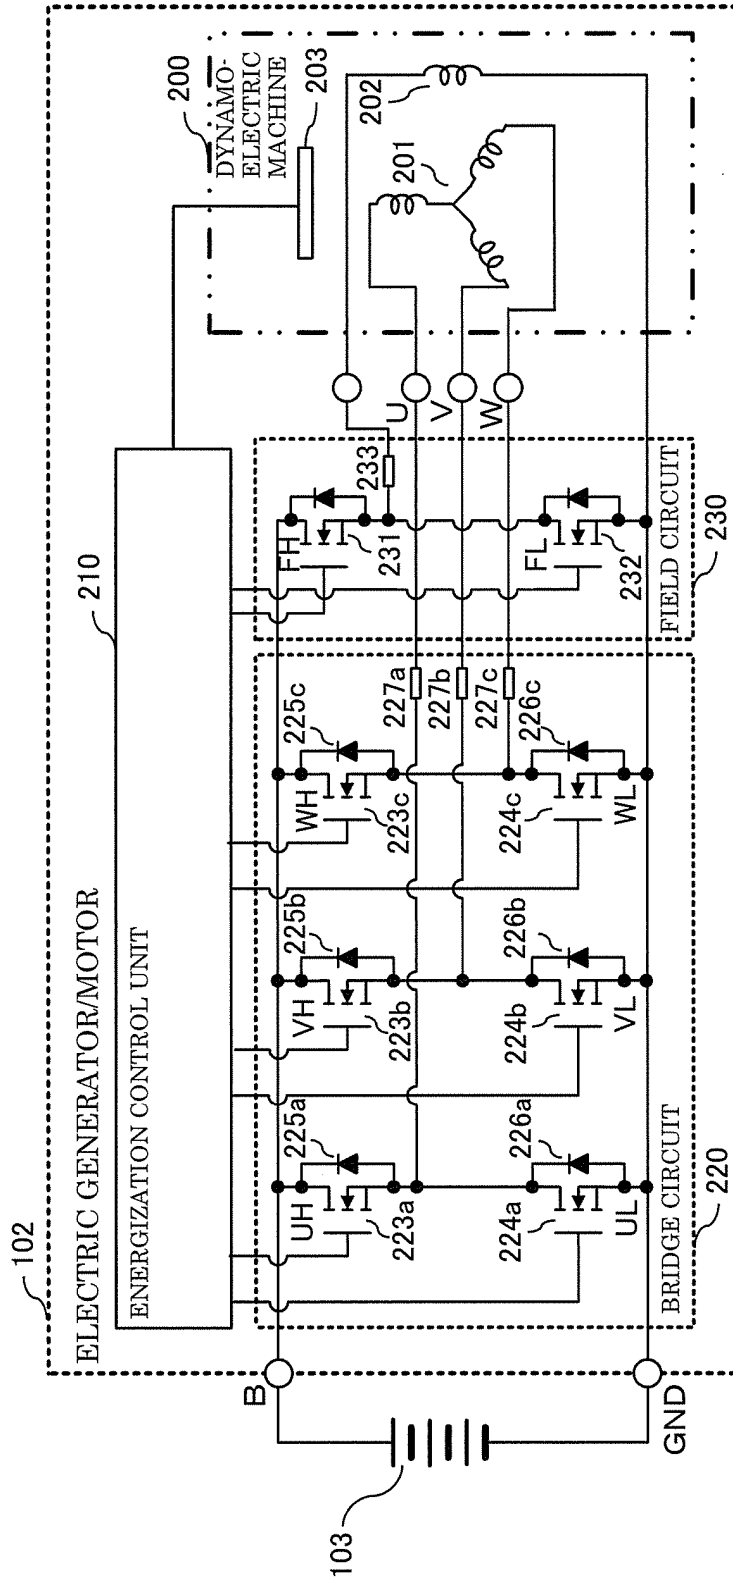 102
ELECTRIC GENERATOR/MOTOR
210
ENERGIZATION CONTROL UNIT
200
DYNAMO-
ELECTRIC
MACHINE
203
202
201
B
GND
103
UH
223a
225a
VH
223b
225b
WH
223c
225c
FH
231
233
U
V
W
227a
227b
227c
224a
226a
UL
224b
226b
VL
224c
226c
WL
FL
232
BRIDGE CIRCUIT
220
FIELD CIRCUIT
230